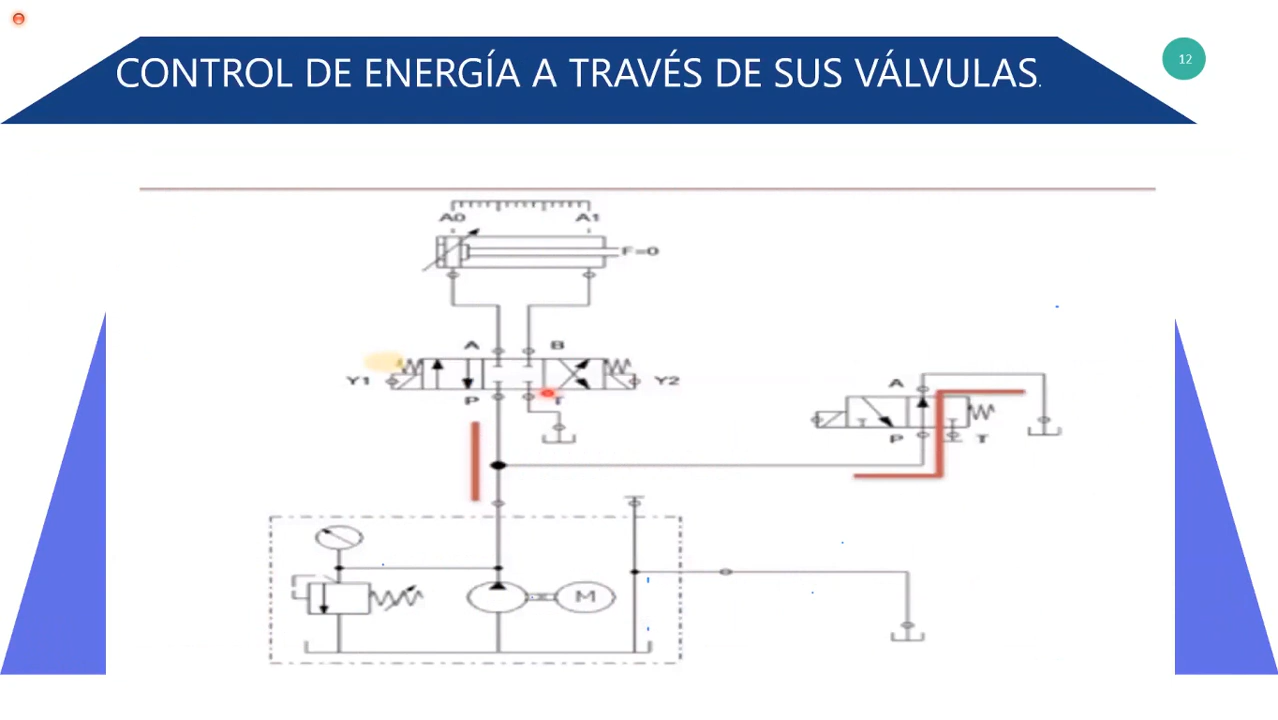 CONTROL DE ENERGÍA A TRAVÉS DE SUS VÁLVULAS.
12
A0 A1
F=0
A B
Y1 Y2
P T
A
P T
M